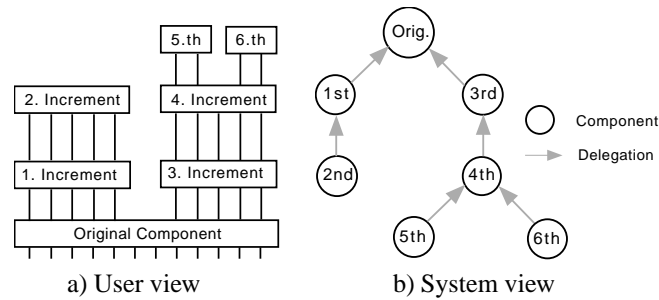 5.th
6.th
2. Increment
4. Increment
1. Increment
3. Increment
Original Component
a) User view
Orig.
1st
3rd
2nd
4th
5th
6th
Component
Delegation
b) System view